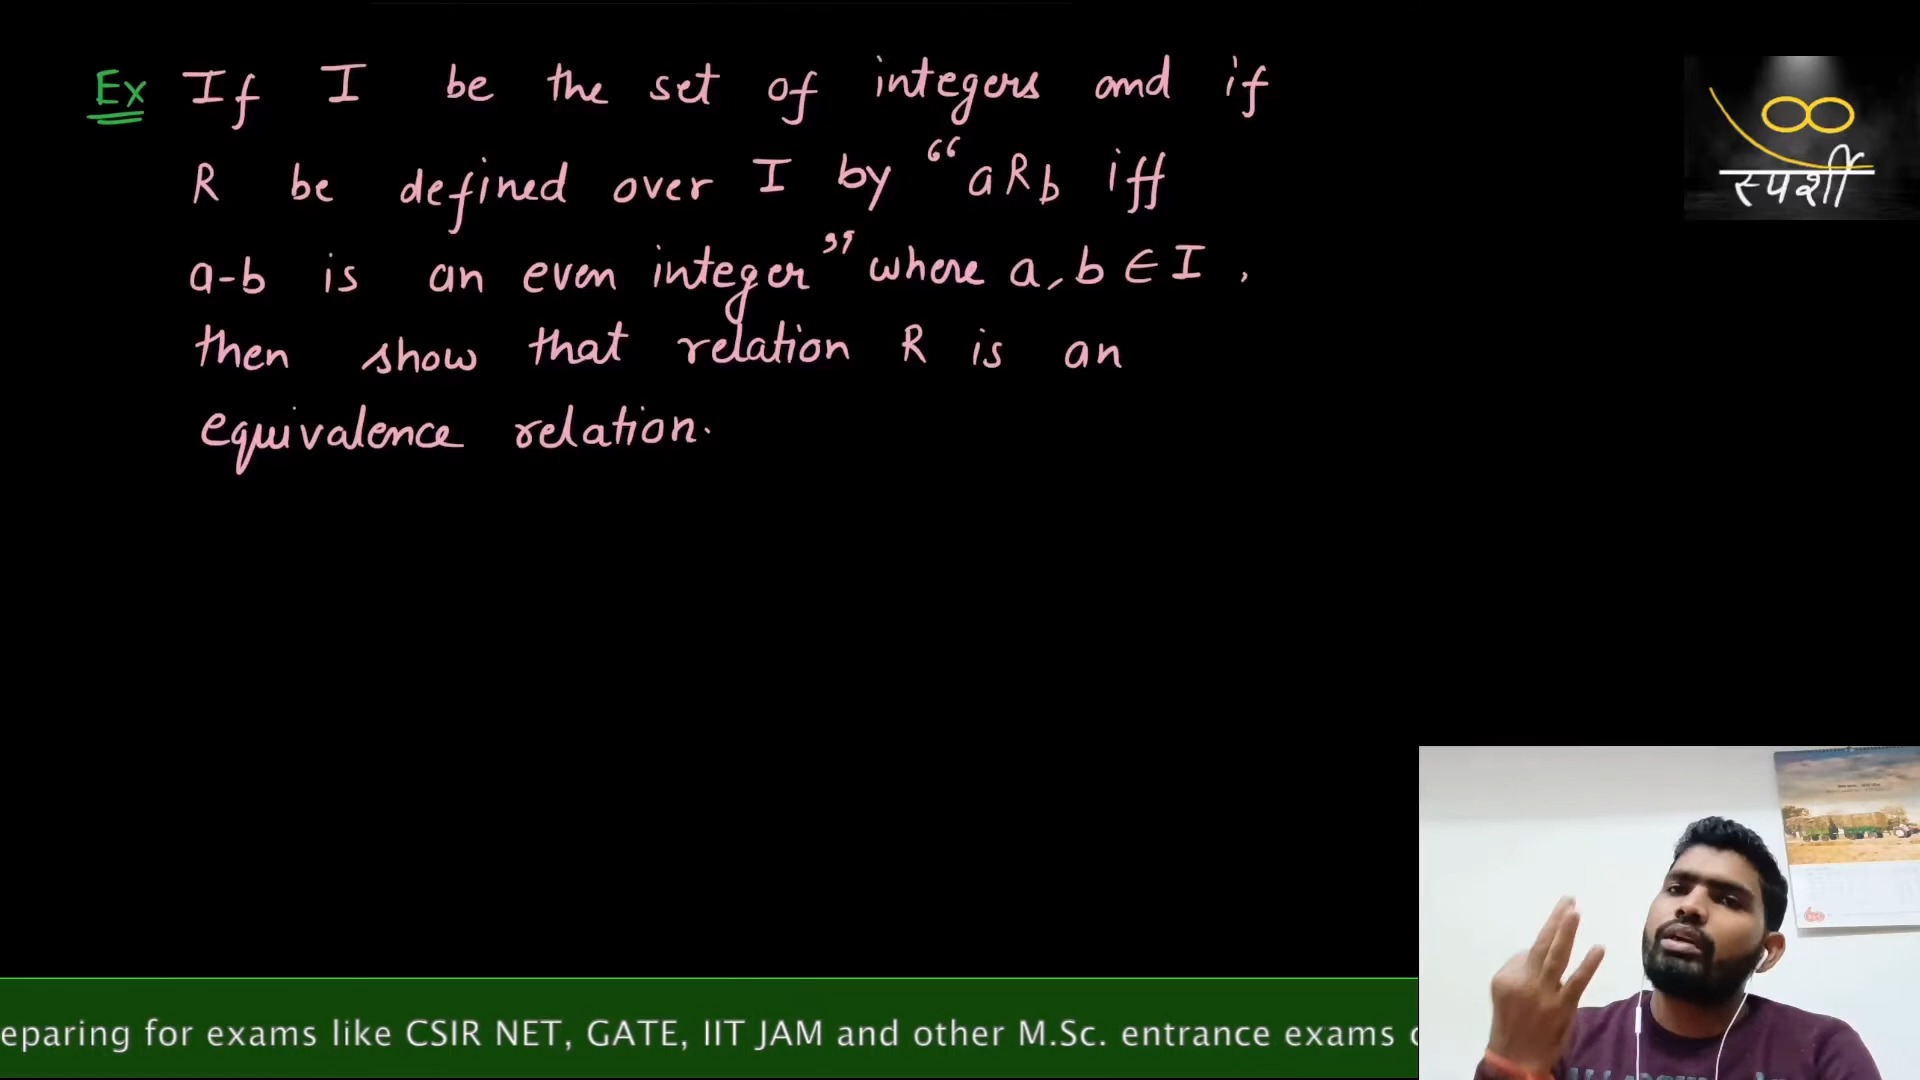 Ex If I be the set of integers and if
R be defined over I by “aRb iff
a-b is an even integer” where a, b ∈ I,
then show that relation R is an
equivalence relation.
स्पर्शी
eparing for exams like CSIR NET, GATE, IIT JAM and other M.Sc. entrance exams